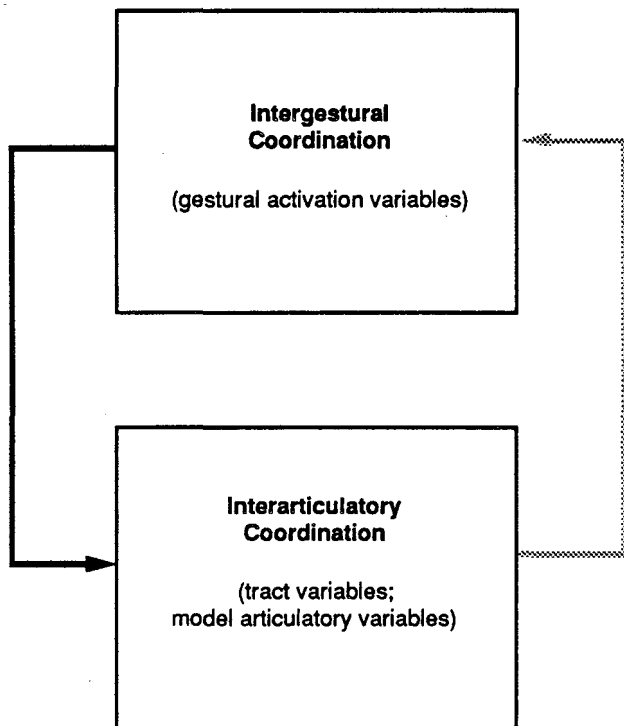 Intergestural
Coordination
(gestural activation variables)
Interarticulatory
Coordination
(tract variables;
model articulatory variables)